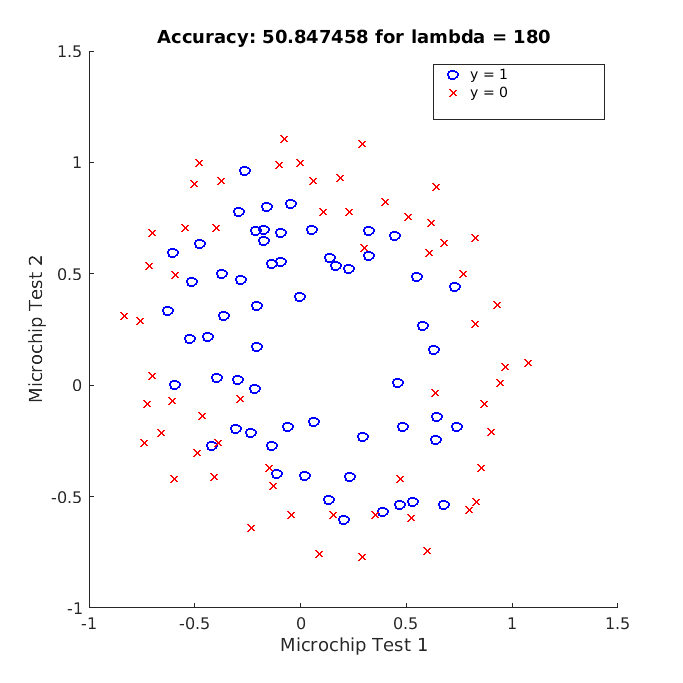 Accuracy: 50.847458 for lambda = 180
1.5
y = 1
y = 0
1
0.5
Microchip Test 2
0
-0.5
-1
-1
-0.5
0
0.5
1
1.5
Microchip Test 1